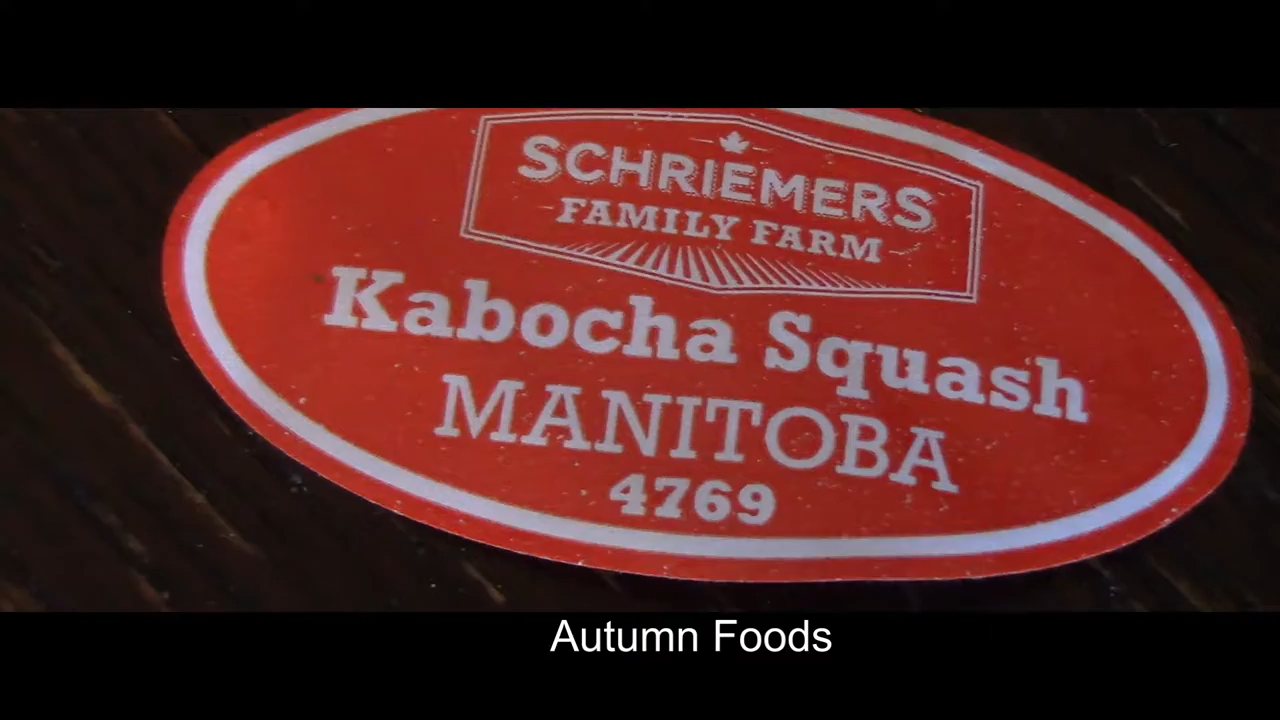 SCHRIEMERS
FAMILY FARM
Kabocha Squash
MANITOBA
4769
Autumn Foods